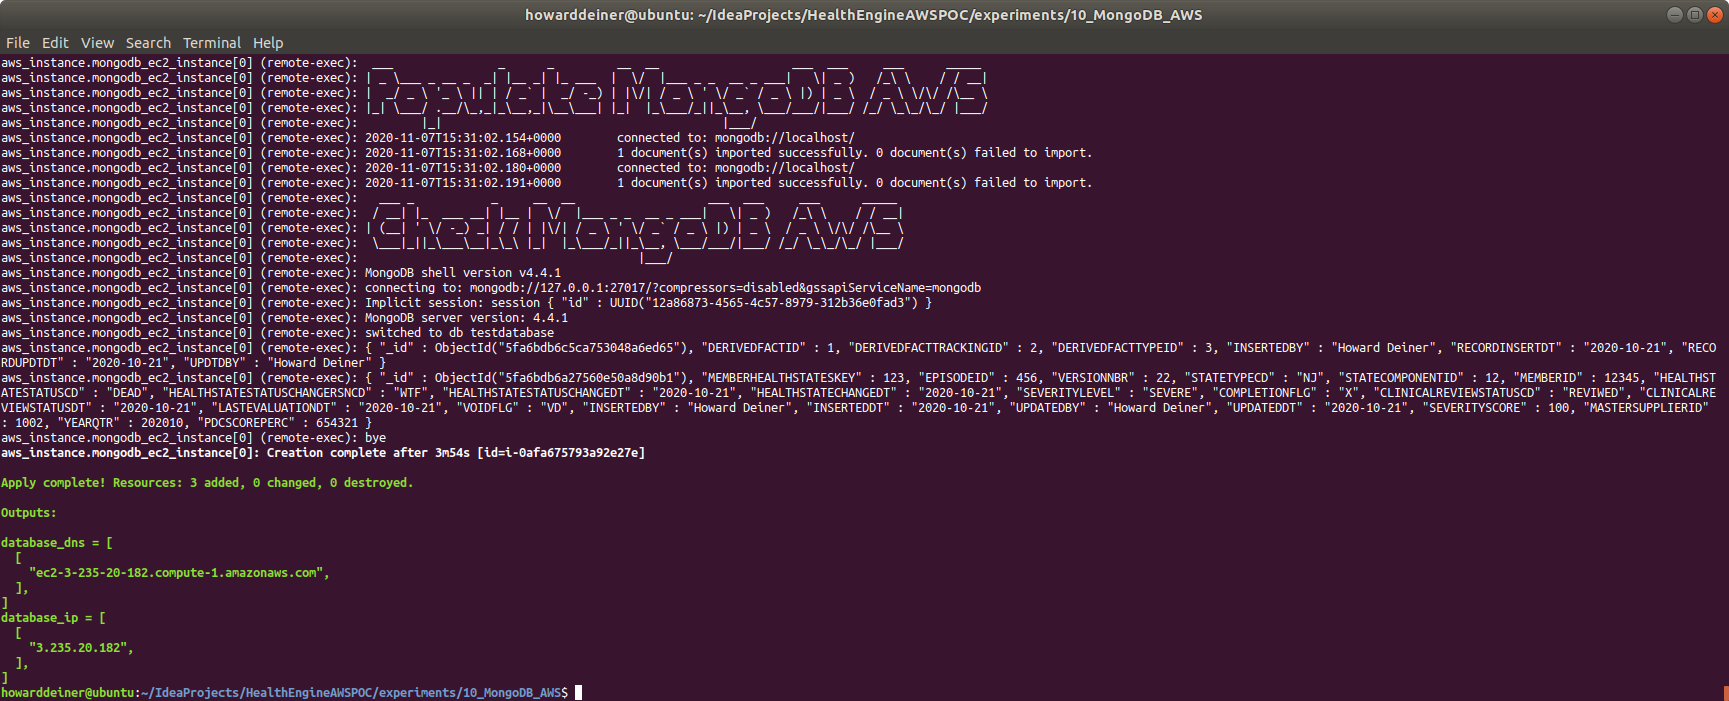 howarddeiner@ubuntu: ~/IdeaProjects/HealthEngineAWSPOC/experiments/10_MongoDB_AWS
File Edit View Search Terminal Help
aws_instance.mongodb_ec2_instance[0] (remote-exec):
aws_instance.mongodb_ec2_instance[0] (remote-exec): Populate MongoDB AWS
aws_instance.mongodb_ec2_instance[0] (remote-exec):
aws_instance.mongodb_ec2_instance[0] (remote-exec):
aws_instance.mongodb_ec2_instance[0] (remote-exec):
aws_instance.mongodb_ec2_instance[0] (remote-exec): 2020-11-07T15:31:02.154+0000 connected to: mongodb://localhost/
aws_instance.mongodb_ec2_instance[0] (remote-exec): 2020-11-07T15:31:02.168+0000 1 document(s) imported successfully. 0 document(s) failed to import.
aws_instance.mongodb_ec2_instance[0] (remote-exec): 2020-11-07T15:31:02.180+0000 connected to: mongodb://localhost/
aws_instance.mongodb_ec2_instance[0] (remote-exec): 2020-11-07T15:31:02.191+0000 1 document(s) imported successfully. 0 document(s) failed to import.
aws_instance.mongodb_ec2_instance[0] (remote-exec):
aws_instance.mongodb_ec2_instance[0] (remote-exec): Check MongoDB AWS
aws_instance.mongodb_ec2_instance[0] (remote-exec):
aws_instance.mongodb_ec2_instance[0] (remote-exec):
aws_instance.mongodb_ec2_instance[0] (remote-exec):
aws_instance.mongodb_ec2_instance[0] (remote-exec): MongoDB shell version v4.4.1
aws_instance.mongodb_ec2_instance[0] (remote-exec): connecting to: mongodb://127.0.0.1:27017/?compressors=disabled&gssapiServiceName=mongodb
aws_instance.mongodb_ec2_instance[0] (remote-exec): Implicit session: session { "id" : UUID("12a86873-4565-4c57-8979-312b36e0fad3") }
aws_instance.mongodb_ec2_instance[0] (remote-exec): MongoDB server version: 4.4.1
aws_instance.mongodb_ec2_instance[0] (remote-exec): switched to db testdatabase
aws_instance.mongodb_ec2_instance[0] (remote-exec): { "_id" : ObjectId("5fa6bdb6c5ca753048a6ed65"), "DERIVEDFACTID" : 1, "DERIVEDFACTTRACKINGID" : 2, "DERIVEDFACTTYPEID" : 3, "INSERTEDBY" : "Howard Deiner", "RECORDINSERTDT" : "2020-10-21", "RECO
RDUPDTDT" : "2020-10-21", "UPDTDBY" : "Howard Deiner" }
aws_instance.mongodb_ec2_instance[0] (remote-exec): { "_id" : ObjectId("5fa6bdb6a27560e50a8d90b1"), "MEMBERHEALTHSTATESKEY" : 123, "EPISODEID" : 456, "VERSIONNBR" : 22, "STATETYPECD" : "NJ", "STATECOMPONENTID" : 12, "MEMBERID" : 12345, "HEALTHST
ATESTATUSCD" : "DEAD", "HEALTHSTATESTATUSCHANGERSNCD" : "WTF", "HEALTHSTATESTATUSCHANGEDT" : "2020-10-21", "HEALTHSTATECHANGEDT" : "2020-10-21", "SEVERITYLEVEL" : "SEVERE", "COMPLETIONFLG" : "X", "CLINICALREVIEWSTATUSCD" : "REVIWED", "CLINICALRE
VIEWSTATUSDT" : "2020-10-21", "LASTEVALUATIONDT" : "2020-10-21", "VOIDFLG" : "VD", "INSERTEDBY" : "Howard Deiner", "INSERTEDDT" : "2020-10-21", "UPDATEDBY" : "Howard Deiner", "UPDATEDDT" : "2020-10-21", "SEVERITYSCORE" : 100, "MASTERSUPPLIERID"
: 1002, "YEARQTR" : 202010, "PDCSCOREPERC" : 654321 }
aws_instance.mongodb_ec2_instance[0] (remote-exec): bye
aws_instance.mongodb_ec2_instance[0]: Creation complete after 3m54s [id=i-0afa675793a92e27e]
Apply complete! Resources: 3 added, 0 changed, 0 destroyed.
Outputs:
database_dns = [
[
"ec2-3-235-20-182.compute-1.amazonaws.com",
],
]
database_ip = [
[
"3.235.20.182",
],
]
howarddeiner@ubuntu:~/IdeaProjects/HealthEngineAWSPOC/experiments/10_MongoDB_AWS$